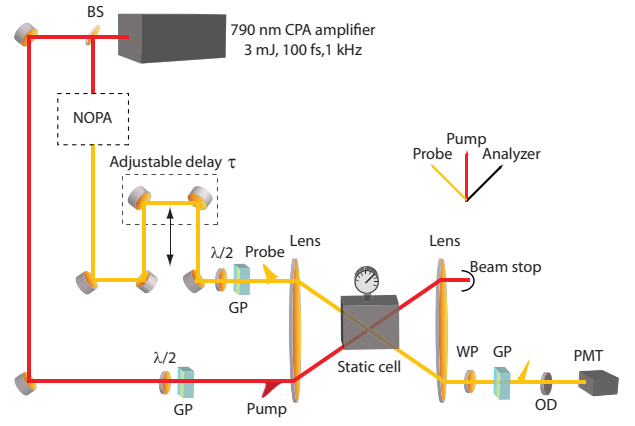 BS
790 nm CPA amplifier
3 mJ, 100 fs,1 kHz
NOPA
Adjustable delay τ
Pump
Probe
Analyzer
λ/2
Probe
Lens
Lens
Beam stop
GP
Static cell
WP
GP
PMT
λ/2
OD
GP
Pump